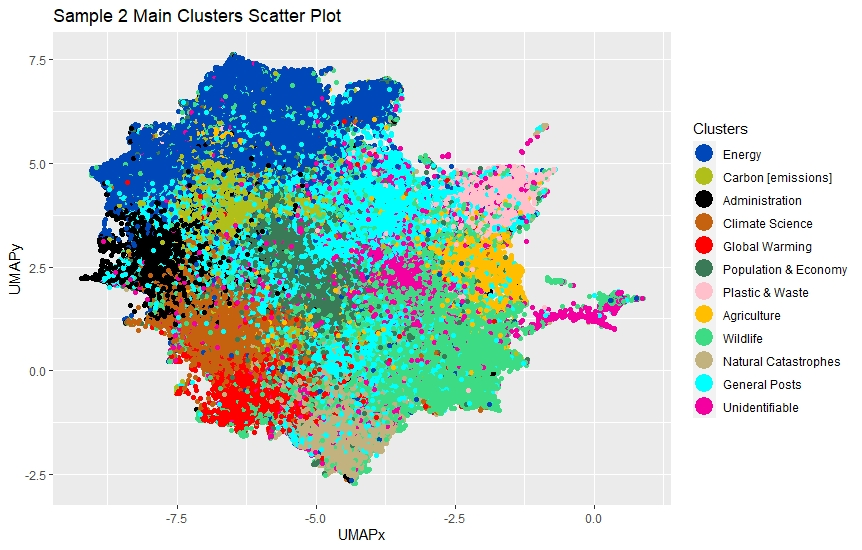 Sample 2 Main Clusters Scatter Plot
7.5
5.0
2.5
0.0
-2.5
UMAPy
-7.5
-5.0
-2.5
0.0
UMAPx
Clusters
Energy
Carbon [emissions]
Administration
Climate Science
Global Warming
Population & Economy
Plastic & Waste
Agriculture
Wildlife
Natural Catastrophes
General Posts
Unidentifiable